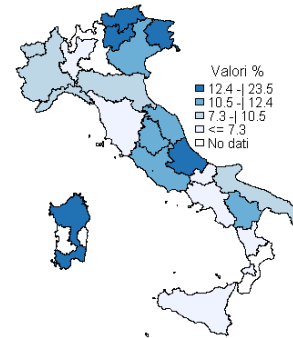 Valori %
12.4 -| 23.5
10.5 -| 12.4
7.3 -| 10.5
<= 7.3
No dati